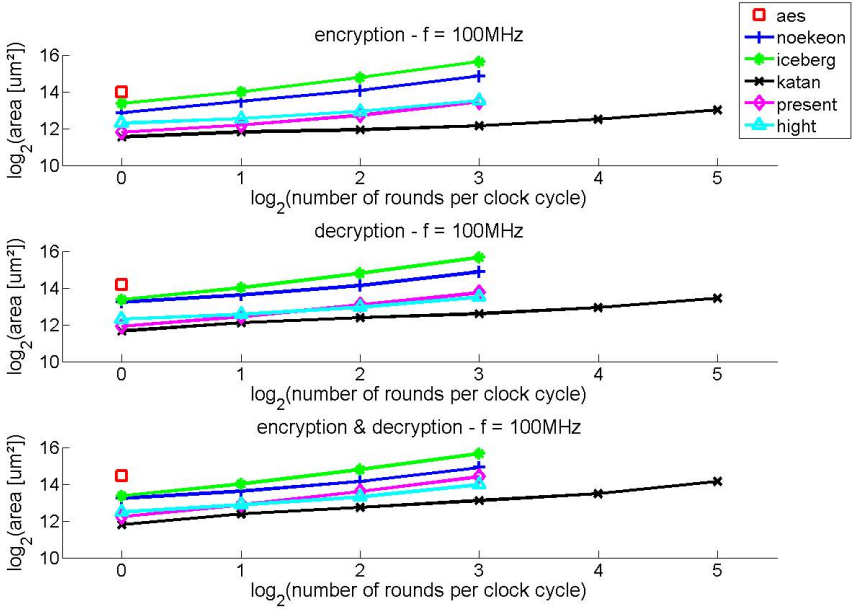 encryption - f = 100MHz
aes
noekeon
iceberg
katan
present
hight
log2(area [um²])
16
14
12
10
0 1 2 3 4 5
log2(number of rounds per clock cycle)
decryption - f = 100MHz
log2(area [um²])
16
14
12
10
0 1 2 3 4 5
log2(number of rounds per clock cycle)
encryption & decryption - f = 100MHz
log2(area [um²])
16
14
12
10
0 1 2 3 4 5
log2(number of rounds per clock cycle)